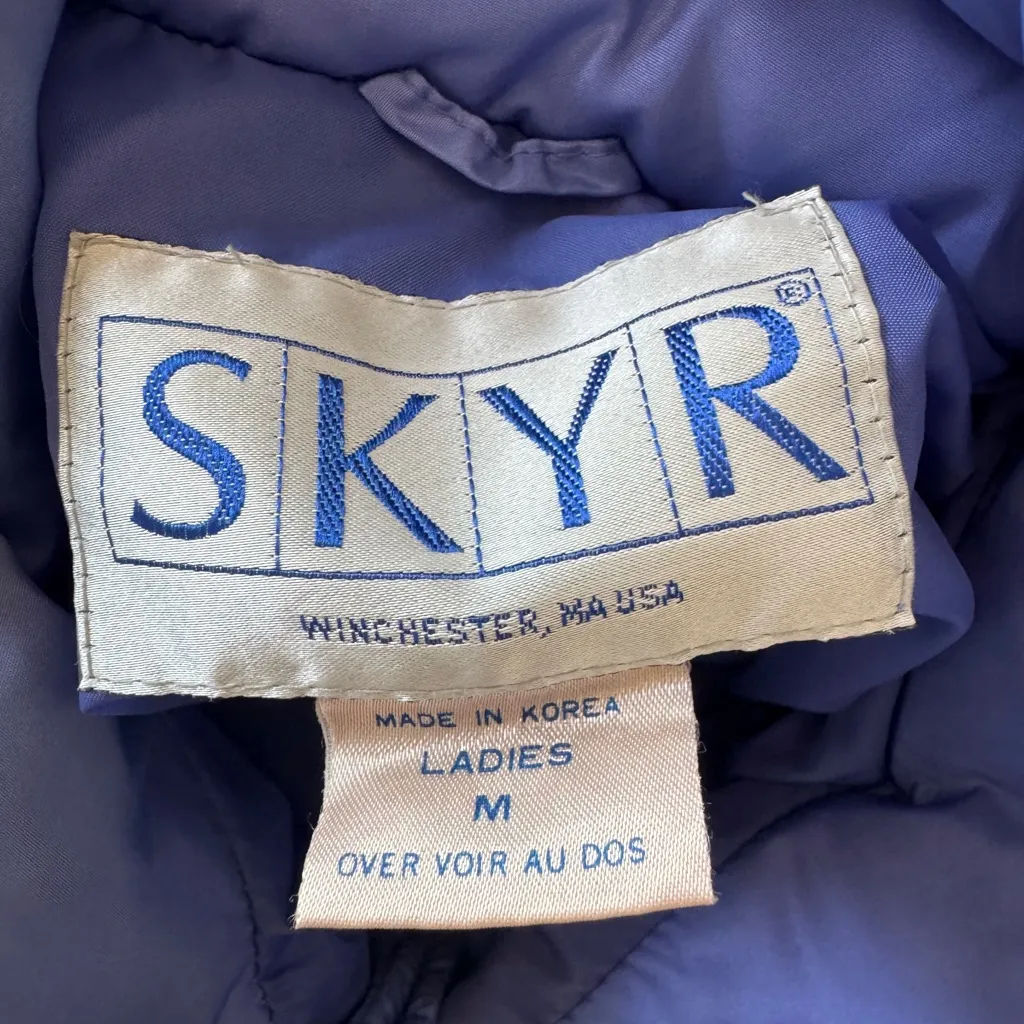 SKYR®
WINCHESTER, MA USA
MADE IN KOREA
LADIES
M
OVER VOIR AU DOS